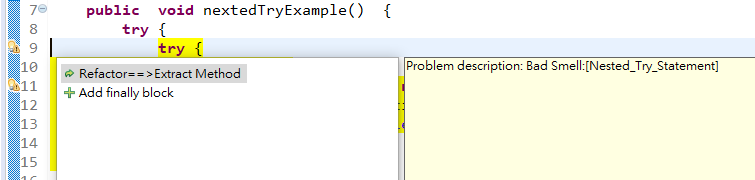 7 public void nextedTryExample() {
8 try {
9 try {
10
Refactor==>Extract Method
Add finally block
Problem description: Bad Smell:[Nested_Try_Statement]
11
12
13
14
15
16